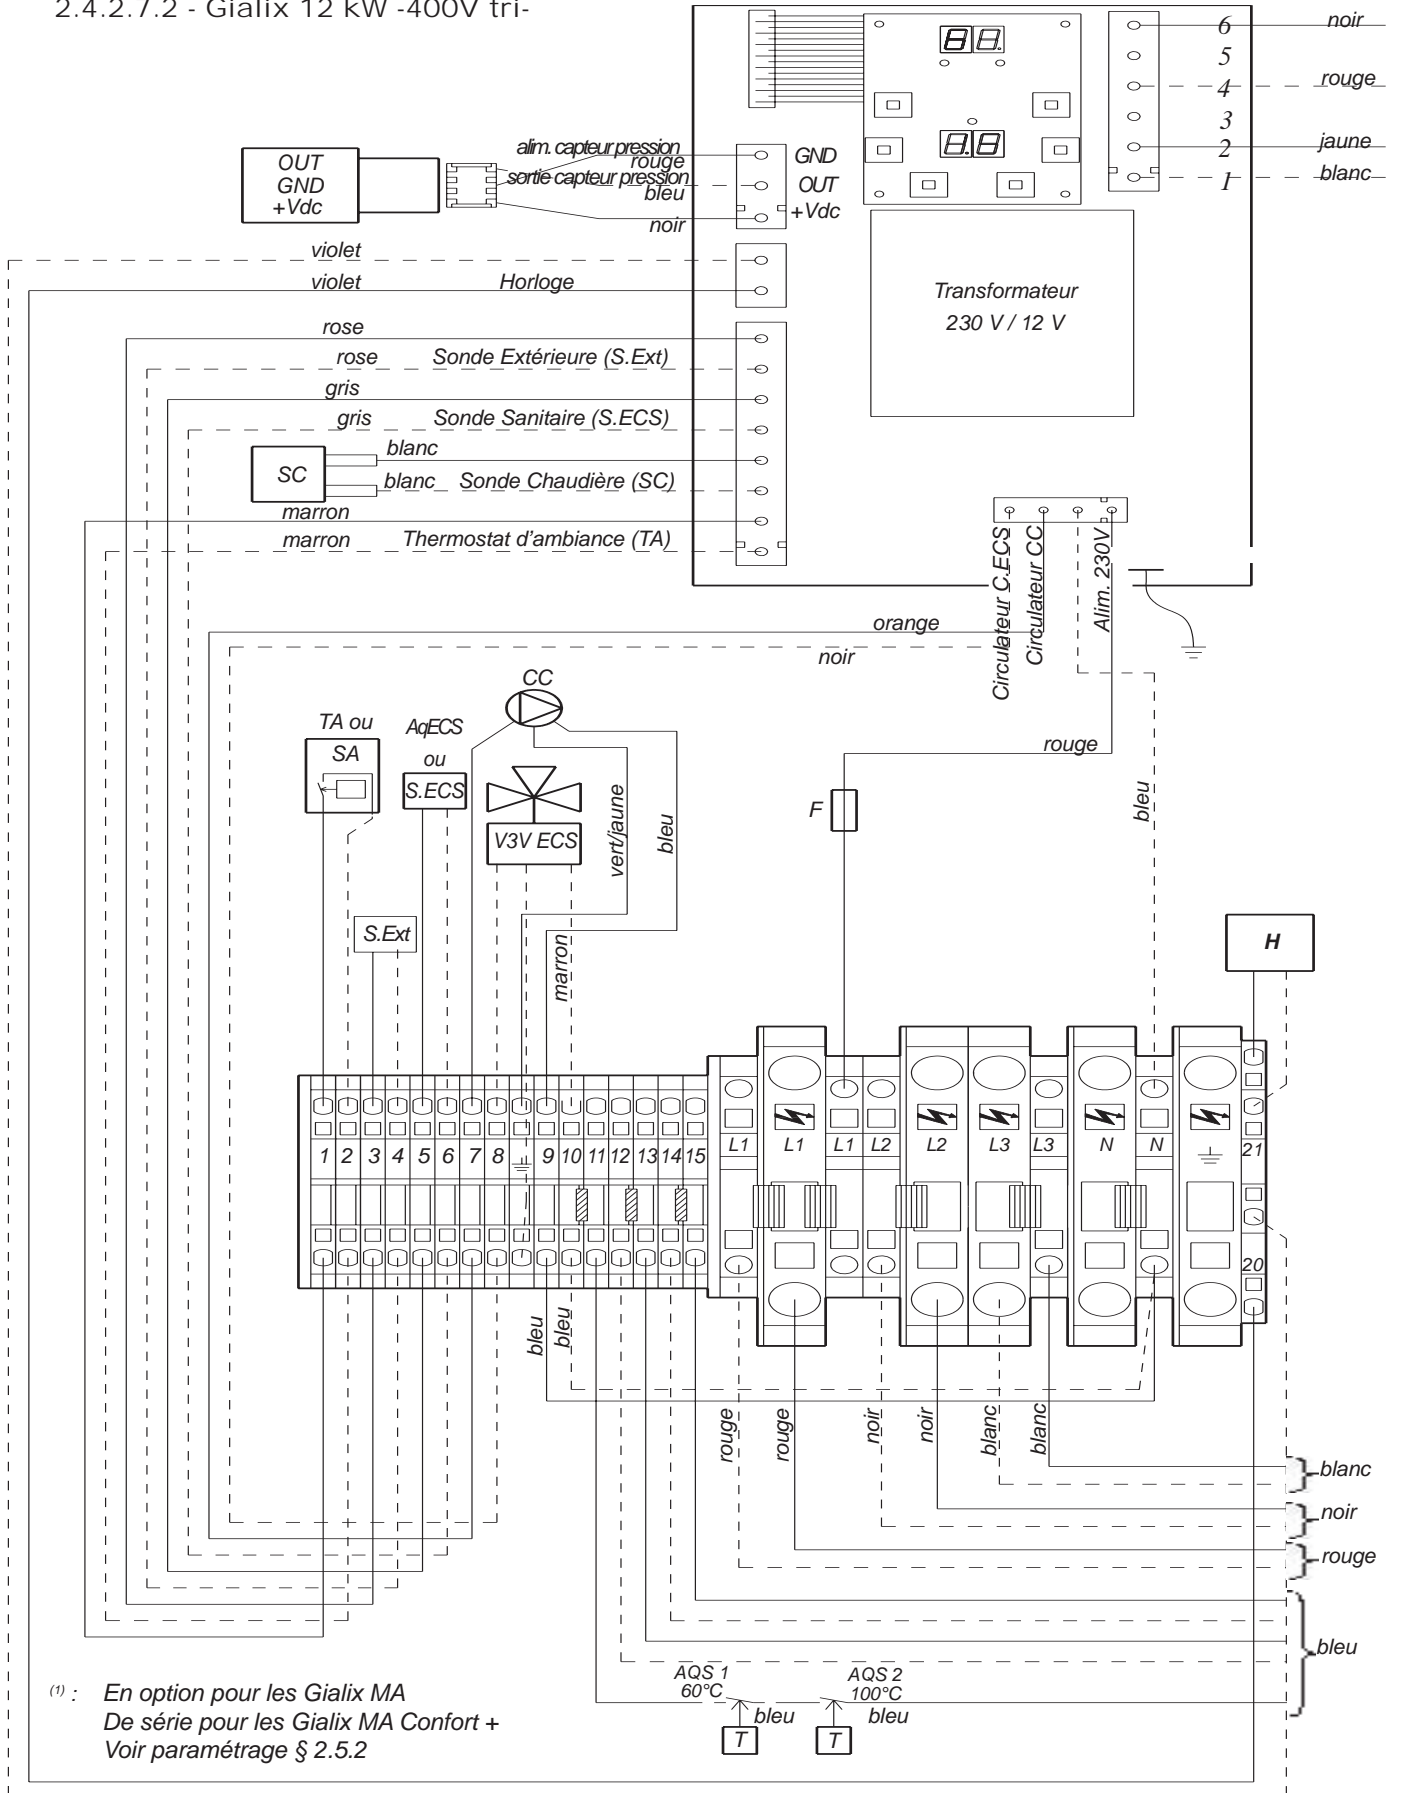 2.4.2.7.2 - Gialix 12 kW -400V tri-
6 noir
5
4 rouge
3
2 jaune
1 blanc
OUT
GND
+Vdc
alim. capteur pression
rouge
sortie capteur pression
bleu
noir
GND
OUT
+Vdc
violet
violet Horloge
Transformateur
230 V / 12 V
rose
rose Sonde Extérieure (S.Ext)
gris
gris Sonde Sanitaire (S.ECS)
blanc
SC
blanc Sonde Chaudière (SC)
marron
marron Thermostat d'ambiance (TA)
Circulateur C.ECS
Circulateur CC
Alim. 230V
orange
noir
CC
TA ou
SA
AqECS
ou
S.ECS
V3V ECS
vert/jaune
bleu
rouge
F
bleu
S.Ext
marron
H
1 2 3 4 5 6 7 8 9 10 11 12 13 14 15 L1 L1 L1 L2 L2 L3 L3 N N 21
20
bleu
bleu
rouge
rouge
noir
noir
blanc
blanc
blanc
noir
rouge
bleu
AQS 1
60°C
AQS 2
100°C
bleu
bleu
T
T
(1) : En option pour les Gialix MA
De série pour les Gialix MA Confort +
Voir paramétrage § 2.5.2